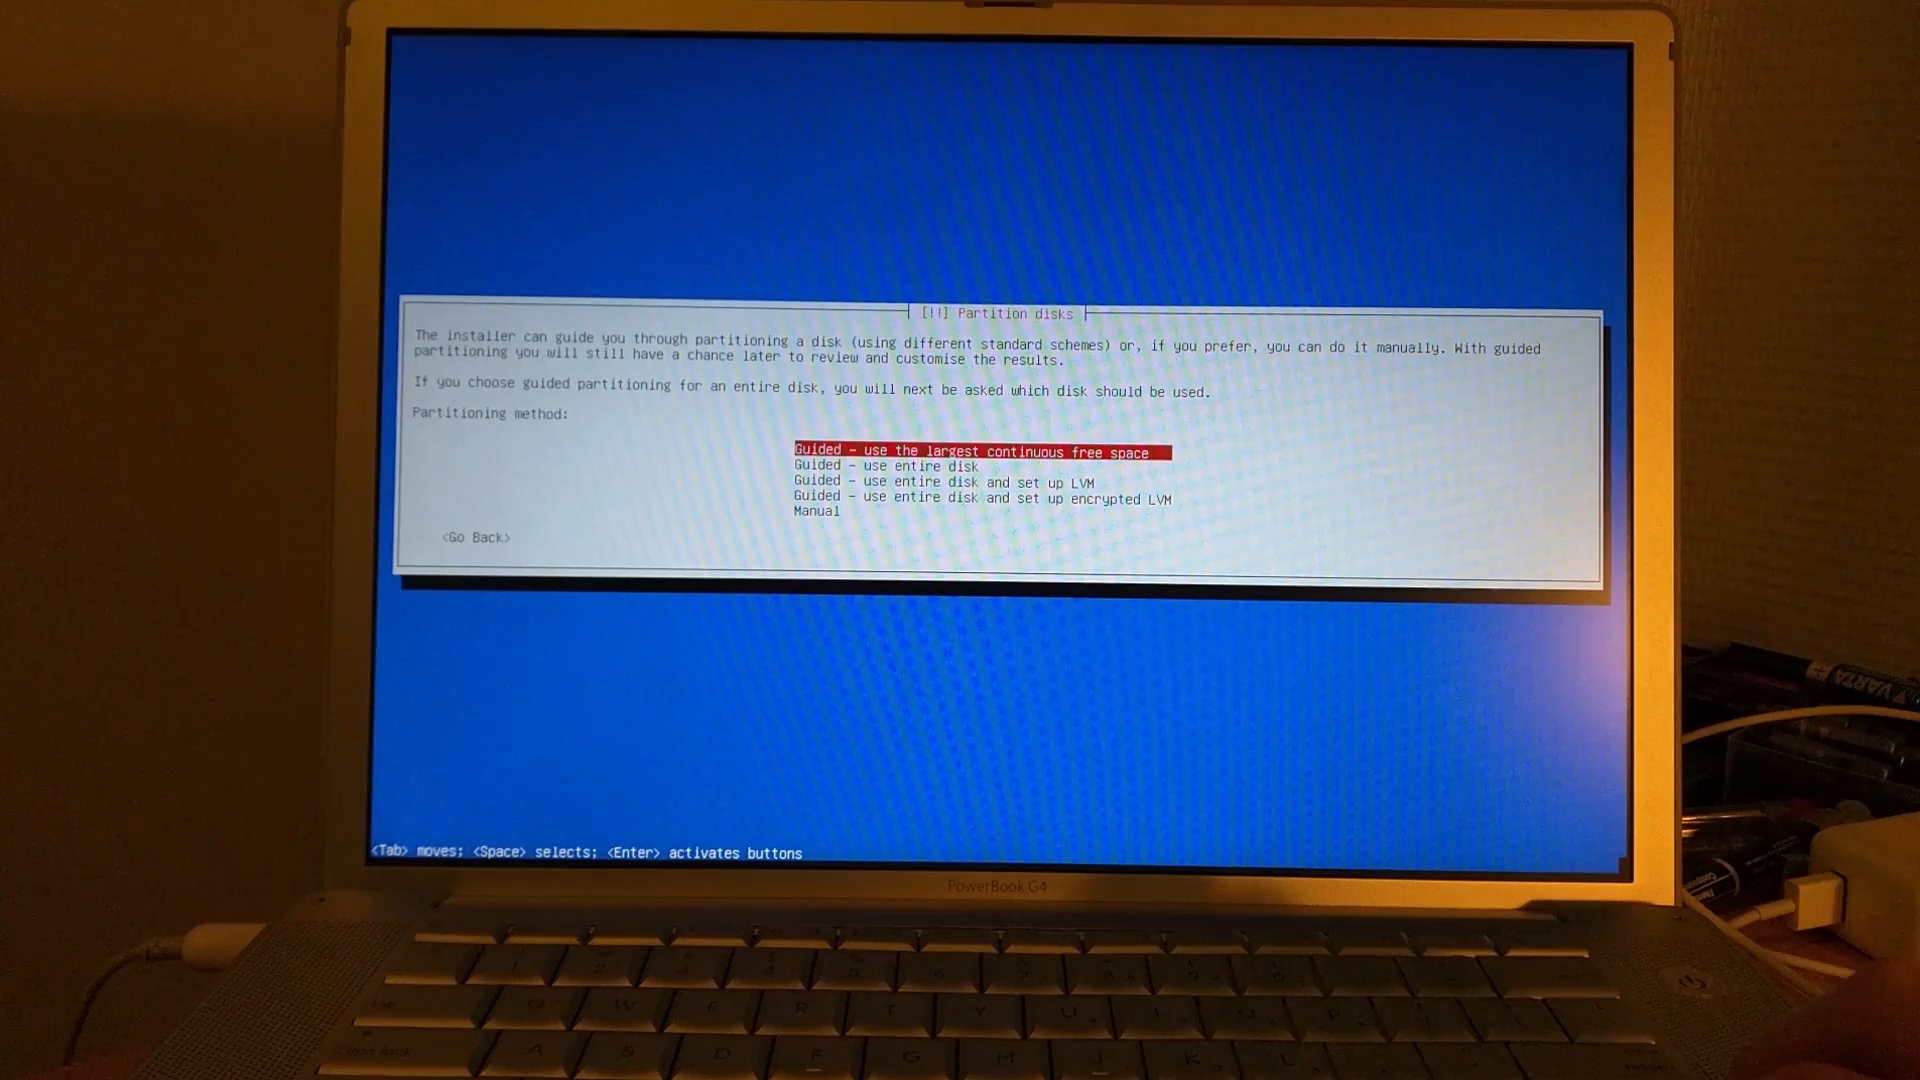 [!!] Partition disks
The installer can guide you through partitioning a disk (using different standard schemes) or, if you prefer, you can do it manually. With guided
partitioning you will still have a chance later to review and customise the results.
If you choose guided partitioning for an entire disk, you will next be asked which disk should be used.
Partitioning method:
Guided - use the largest continuous free space
Guided - use entire disk
Guided - use entire disk and set up LVM
Guided - use entire disk and set up encrypted LVM
Manual
<Go Back>
<Tab> moves; <Space> selects; <Enter> activates buttons
VARTA
PowerBook G4
Q W E R T Y U I O P
A S D F G H J K L